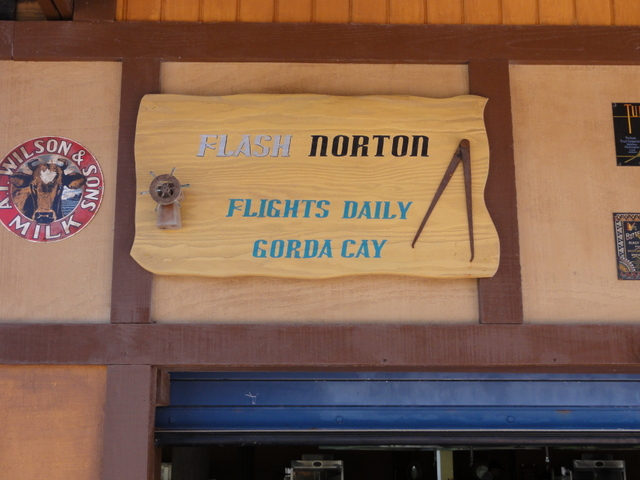 A.T. WILSON & SONS
MILK
FLASH NORTON
FLIGHTS DAILY
GORDA CAY